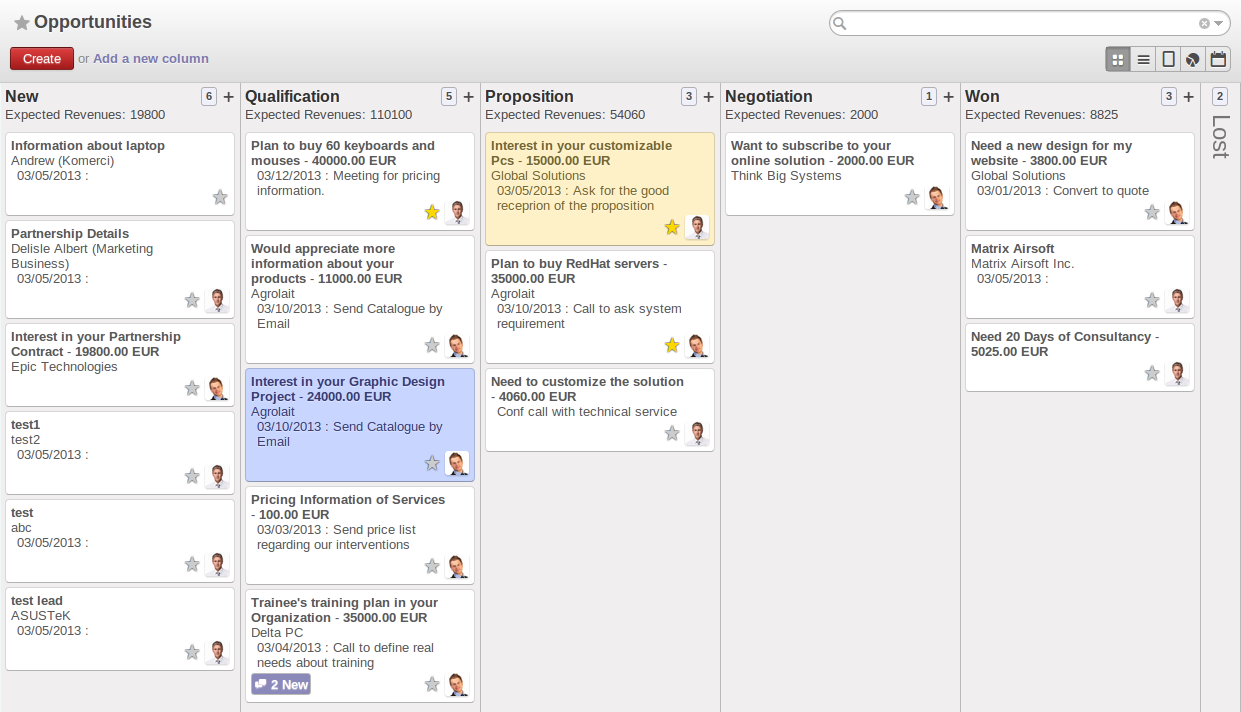 Opportunities
Create or Add a new column
New 6 +
Expected Revenues: 19800
Information about laptop
Andrew (Komerci)
03/05/2013 :
Partnership Details
Delisle Albert (Marketing
Business)
03/05/2013 :
Interest in your Partnership
Contract - 19800.00 EUR
Epic Technologies
test1
test2
03/05/2013 :
test
abc
03/05/2013 :
test lead
ASUSTeK
03/05/2013 :
Qualification 5 +
Expected Revenues: 110100
Plan to buy 60 keyboards and
mouses - 40000.00 EUR
03/12/2013 : Meeting for pricing
information.
Would appreciate more
information about your
products - 11000.00 EUR
Agrolait
03/10/2013 : Send Catalogue by
Email
Interest in your Graphic Design
Project - 24000.00 EUR
Agrolait
03/10/2013 : Send Catalogue by
Email
Pricing Information of Services
- 100.00 EUR
03/03/2013 : Send price list
regarding our interventions
Trainee's training plan in your
Organization - 35000.00 EUR
Delta PC
03/04/2013 : Call to define real
needs about training
2 New
Proposition 3 +
Expected Revenues: 54060
Interest in your customizable
Pcs - 15000.00 EUR
Global Solutions
03/05/2013 : Ask for the good
receprion of the proposition
Plan to buy RedHat servers -
35000.00 EUR
Agrolait
03/10/2013 : Call to ask system
requirement
Need to customize the solution
- 4060.00 EUR
Conf call with technical service
Negotiation 1 +
Expected Revenues: 2000
Want to subscribe to your
online solution - 2000.00 EUR
Think Big Systems
Won 3 +
Expected Revenues: 8825
Need a new design for my
website - 3800.00 EUR
Global Solutions
03/01/2013 : Convert to quote
Matrix Airsoft
Matrix Airsoft Inc.
03/05/2013 :
Need 20 Days of Consultancy -
5025.00 EUR
2
Lost